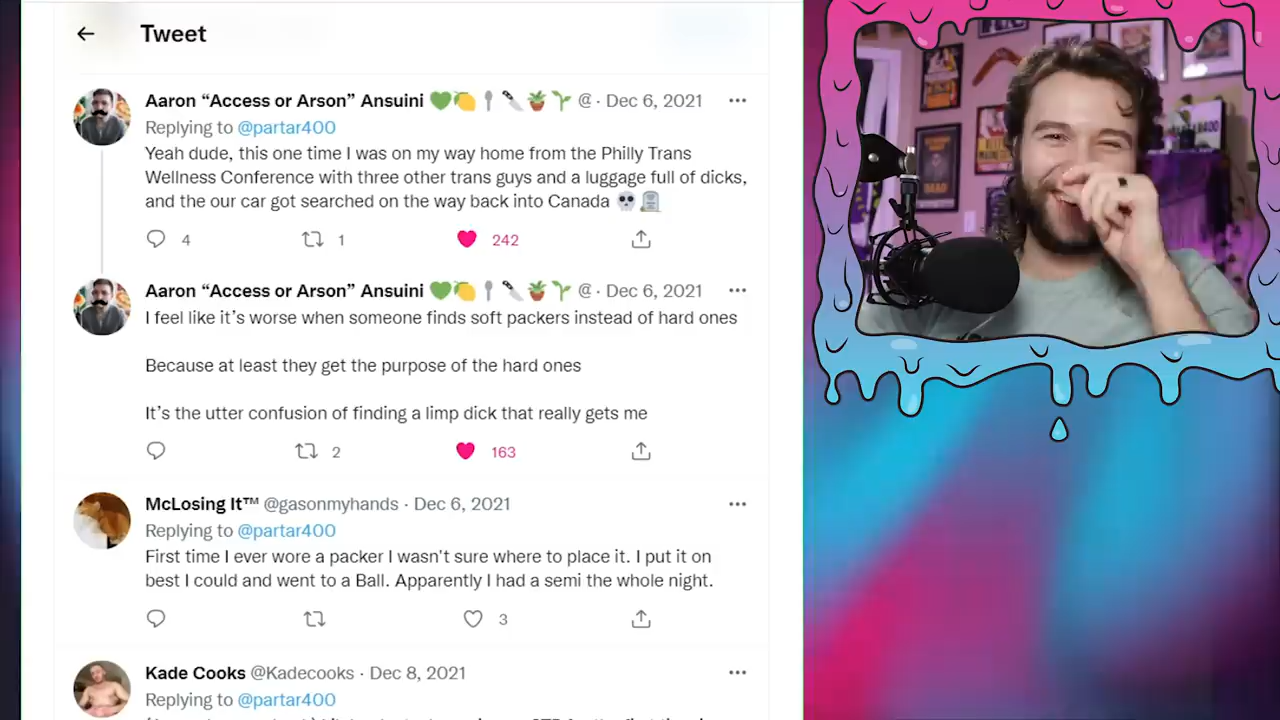 Tweet
Aaron “Access or Arson” Ansuini 💚🍋🥄🔪🪴🌱 @ · Dec 6, 2021
Replying to @partar400
Yeah dude, this one time I was on my way home from the Philly Trans
Wellness Conference with three other trans guys and a luggage full of dicks,
and the our car got searched on the way back into Canada 💀🪦
4 1 242
Aaron “Access or Arson” Ansuini 💚🍋🥄🔪🪴🌱 @ · Dec 6, 2021
I feel like it’s worse when someone finds soft packers instead of hard ones
Because at least they get the purpose of the hard ones
It’s the utter confusion of finding a limp dick that really gets me
2 163
McLosing It™ @gasonmyhands · Dec 6, 2021
Replying to @partar400
First time I ever wore a packer I wasn't sure where to place it. I put it on
best I could and went to a Ball. Apparently I had a semi the whole night.
3
Kade Cooks @Kadecooks · Dec 8, 2021
Replying to @partar400